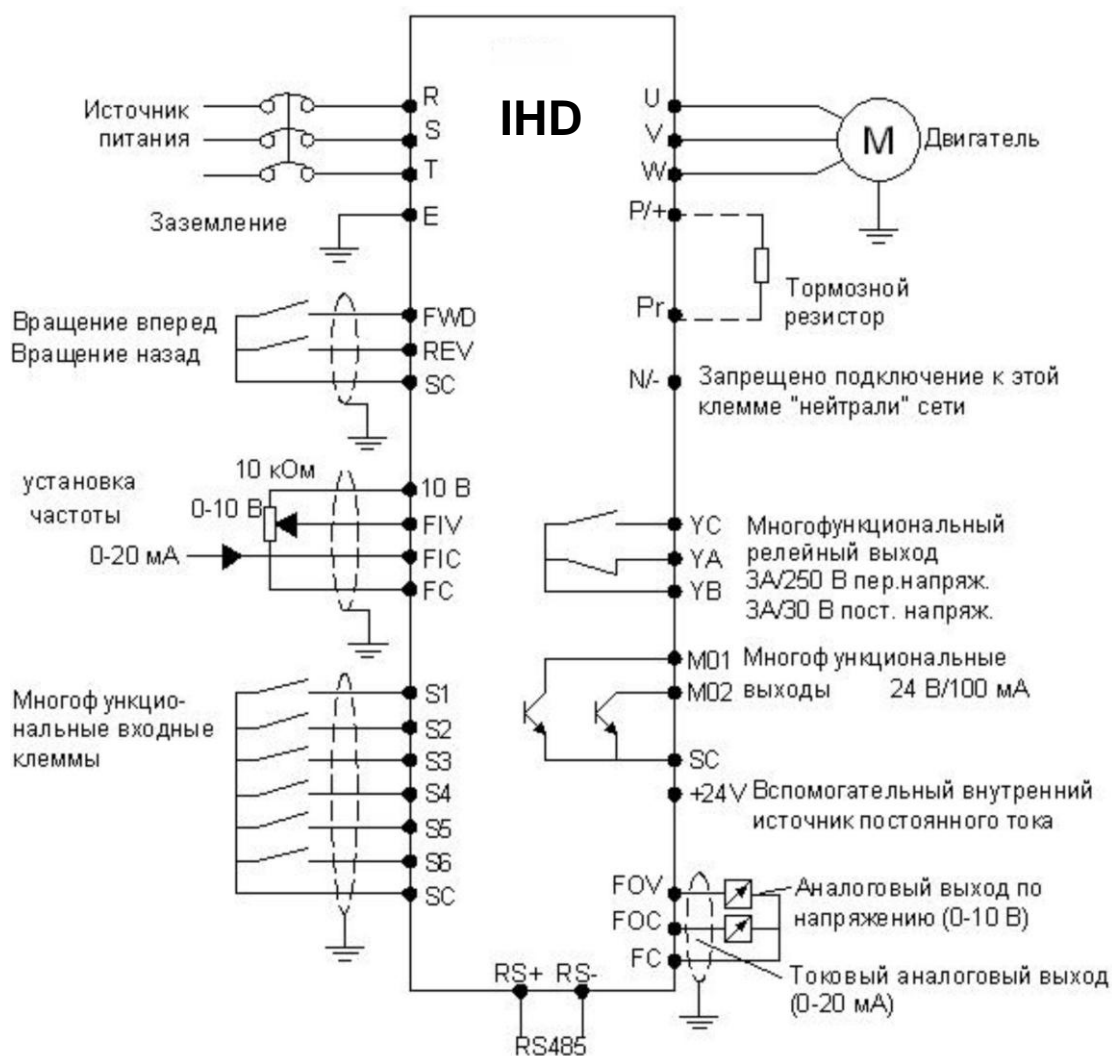 IHD
Источник
питания
R
S
T
Заземление
E
Вращение вперед
Вращение назад
FWD
REV
SC
установка
частоты
10 кОм
0-10 В
0-20 мА
10 В
FIV
FIC
FC
Многофункцио-
нальные входные
клеммы
S1
S2
S3
S4
S5
S6
SC
RS+ RS-
RS485
U
V
W
M
Двигатель
P/+
Pr
Тормозной
резистор
N/-
Запрещено подключение к этой
клемме "нейтрали" сети
YC
YA
YB
Многофункциональный
релейный выход
3А/250 В пер.напряж.
3А/30 В пост. напряж.
M01
M02
Многофункциональные
выходы 24 В/100 мА
SC
+24V
Вспомогательный внутренний
источник постоянного тока
FOV
FOC
FC
Аналоговый выход по
напряжению (0-10 В)
Токовый аналоговый выход
(0-20 мА)